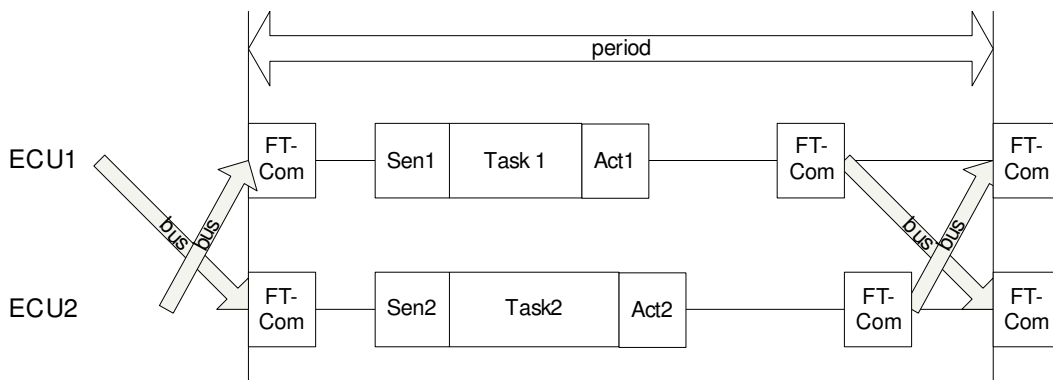 period
ECU1
FT-
Com
Sen1
Task 1
Act1
FT-
Com
FT-
Com
bus
bus
bus
bus
ECU2
FT-
Com
Sen2
Task2
Act2
FT-
Com
FT-
Com